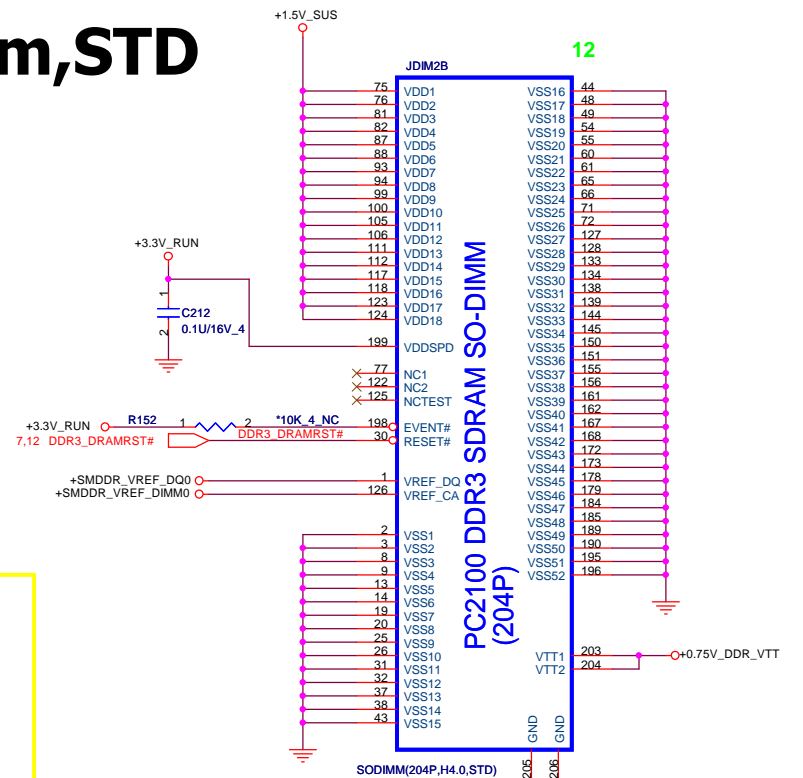 m,STD
+1.5V_SUS
12
JDIM2B
75 VDD1
76 VDD2
81 VDD3
82 VDD4
87 VDD5
88 VDD6
93 VDD7
94 VDD8
99 VDD9
100 VDD10
105 VDD11
106 VDD12
111 VDD13
112 VDD14
117 VDD15
118 VDD16
123 VDD17
124 VDD18
199 VDDSPD
77 NC1
122 NC2
125 NCTEST
198 EVENT#
30 RESET#
1 VREF_DQ
126 VREF_CA
2 VSS1
3 VSS2
8 VSS3
9 VSS4
13 VSS5
14 VSS6
19 VSS7
20 VSS8
25 VSS9
26 VSS10
31 VSS11
32 VSS12
37 VSS13
38 VSS14
43 VSS15
+3.3V_RUN
1
C212
0.1U/16V_4
2
+3.3V_RUN R152 1 2 *10K_4_NC
7,12 DDR3_DRAMRST# DDR3_DRAMRST#
+SMDDR_VREF_DQ0
+SMDDR_VREF_DIMM0
PC2100 DDR3 SDRAM SO-DIMM
(204P)
VSS16 44
VSS17 48
VSS18 49
VSS19 54
VSS20 55
VSS21 60
VSS22 61
VSS23 65
VSS24 66
VSS25 71
VSS26 72
VSS27 127
VSS28 128
VSS29 133
VSS30 134
VSS31 138
VSS32 139
VSS33 144
VSS34 145
VSS35 150
VSS36 151
VSS37 155
VSS38 156
VSS39 161
VSS40 162
VSS41 167
VSS42 168
VSS43 172
VSS44 173
VSS45 178
VSS46 179
VSS47 184
VSS48 185
VSS49 189
VSS50 190
VSS51 195
VSS52 196
VTT1 203
VTT2 204
+0.75V_DDR_VTT
GND 205
GND 206
SODIMM(204P,H4.0,STD)